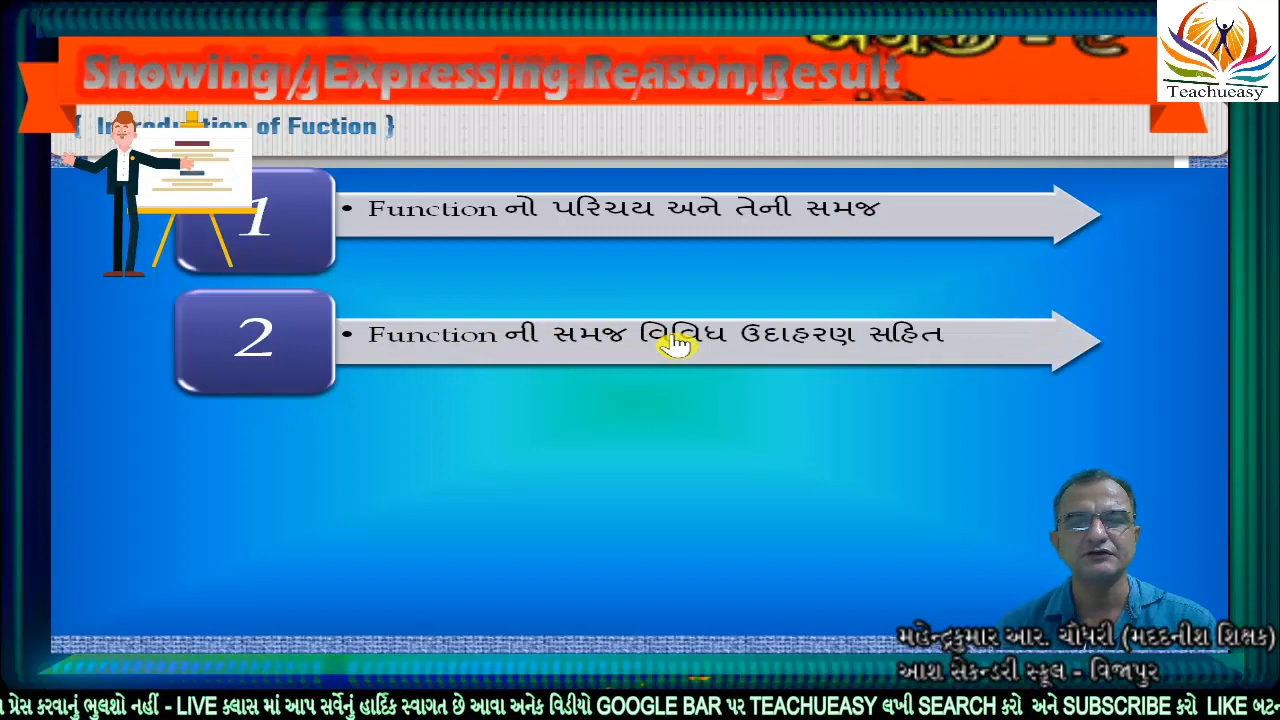 Teachueasy
Showing / Expressing Reason,Result
{ Introduction of Fuction }
1
• Function નો પરિચય અને તેની સમજ
2
• Function ની સમજ વિવિધ ઉદાહરણ સહિત
મહેન્દ્રકુમાર આર. ચૌધરી (મદદનીશ શિક્ષક)
આશ સેકન્ડરી સ્કૂલ - વિજાપુર
પ્રેસ કરવાનું ભુલશો નહીં - LIVE ક્લાસ માં આપ સર્વેનું હાર્દિક સ્વાગત છે આવા અનેક વિડીયો GOOGLE BAR પર TEACHUEASY લખી SEARCH કરો અને SUBSCRIBE કરો LIKE બટન